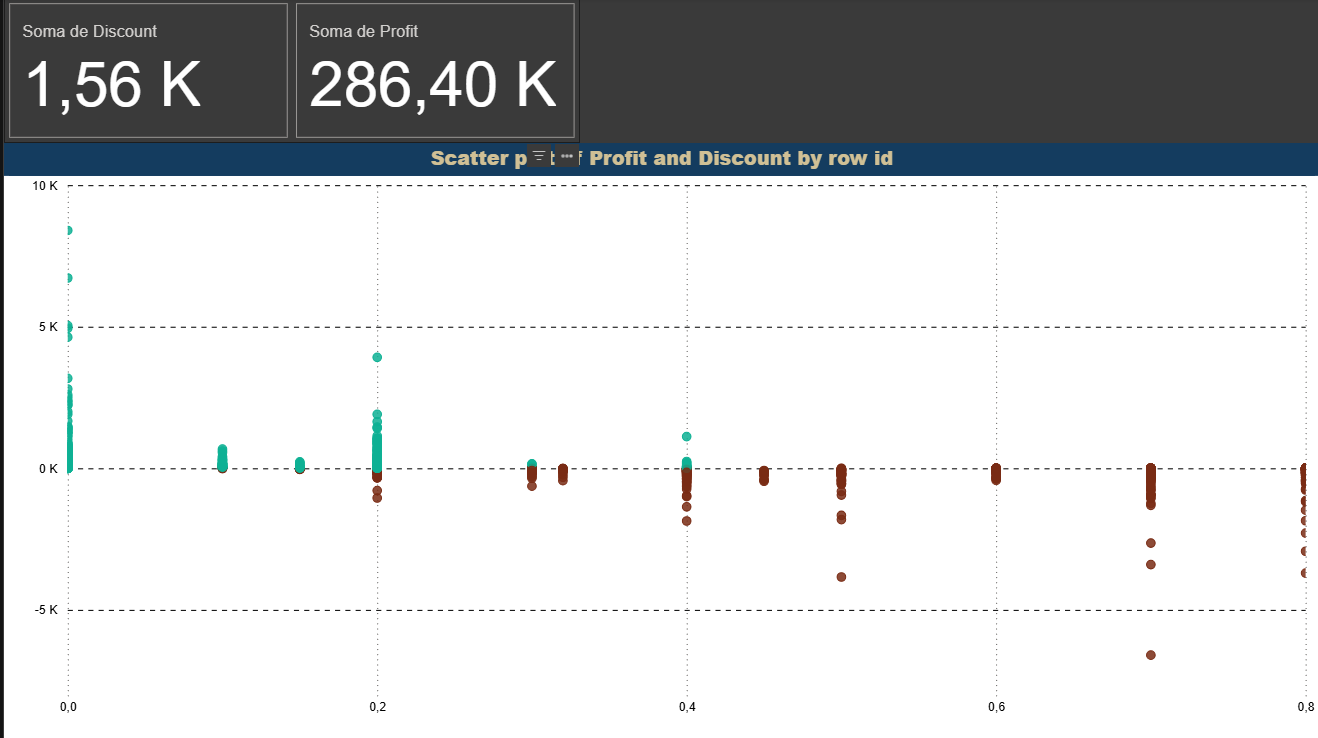 Soma de Discount
1,56 K
Soma de Profit
286,40 K
Scatter Profit and Discount by row id
10 K
5 K
0 K
-5 K
0,0
0,2
0,4
0,6
0,8